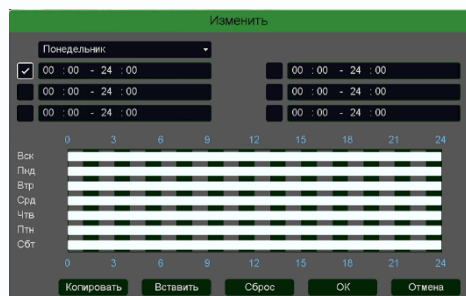 Изменить
Понедельник
00 :00 - 24 :00 00 :00 - 24 :00
00 :00 - 24 :00 00 :00 - 24 :00
00 :00 - 24 :00 00 :00 - 24 :00
0 3 6 9 12 15 18 21 24
Вск
Пнд
Втр
Срд
Чтв
Птн
Сбт
0 3 6 9 12 15 18 21 24
Копировать Вставить Сброс ОК Отмена